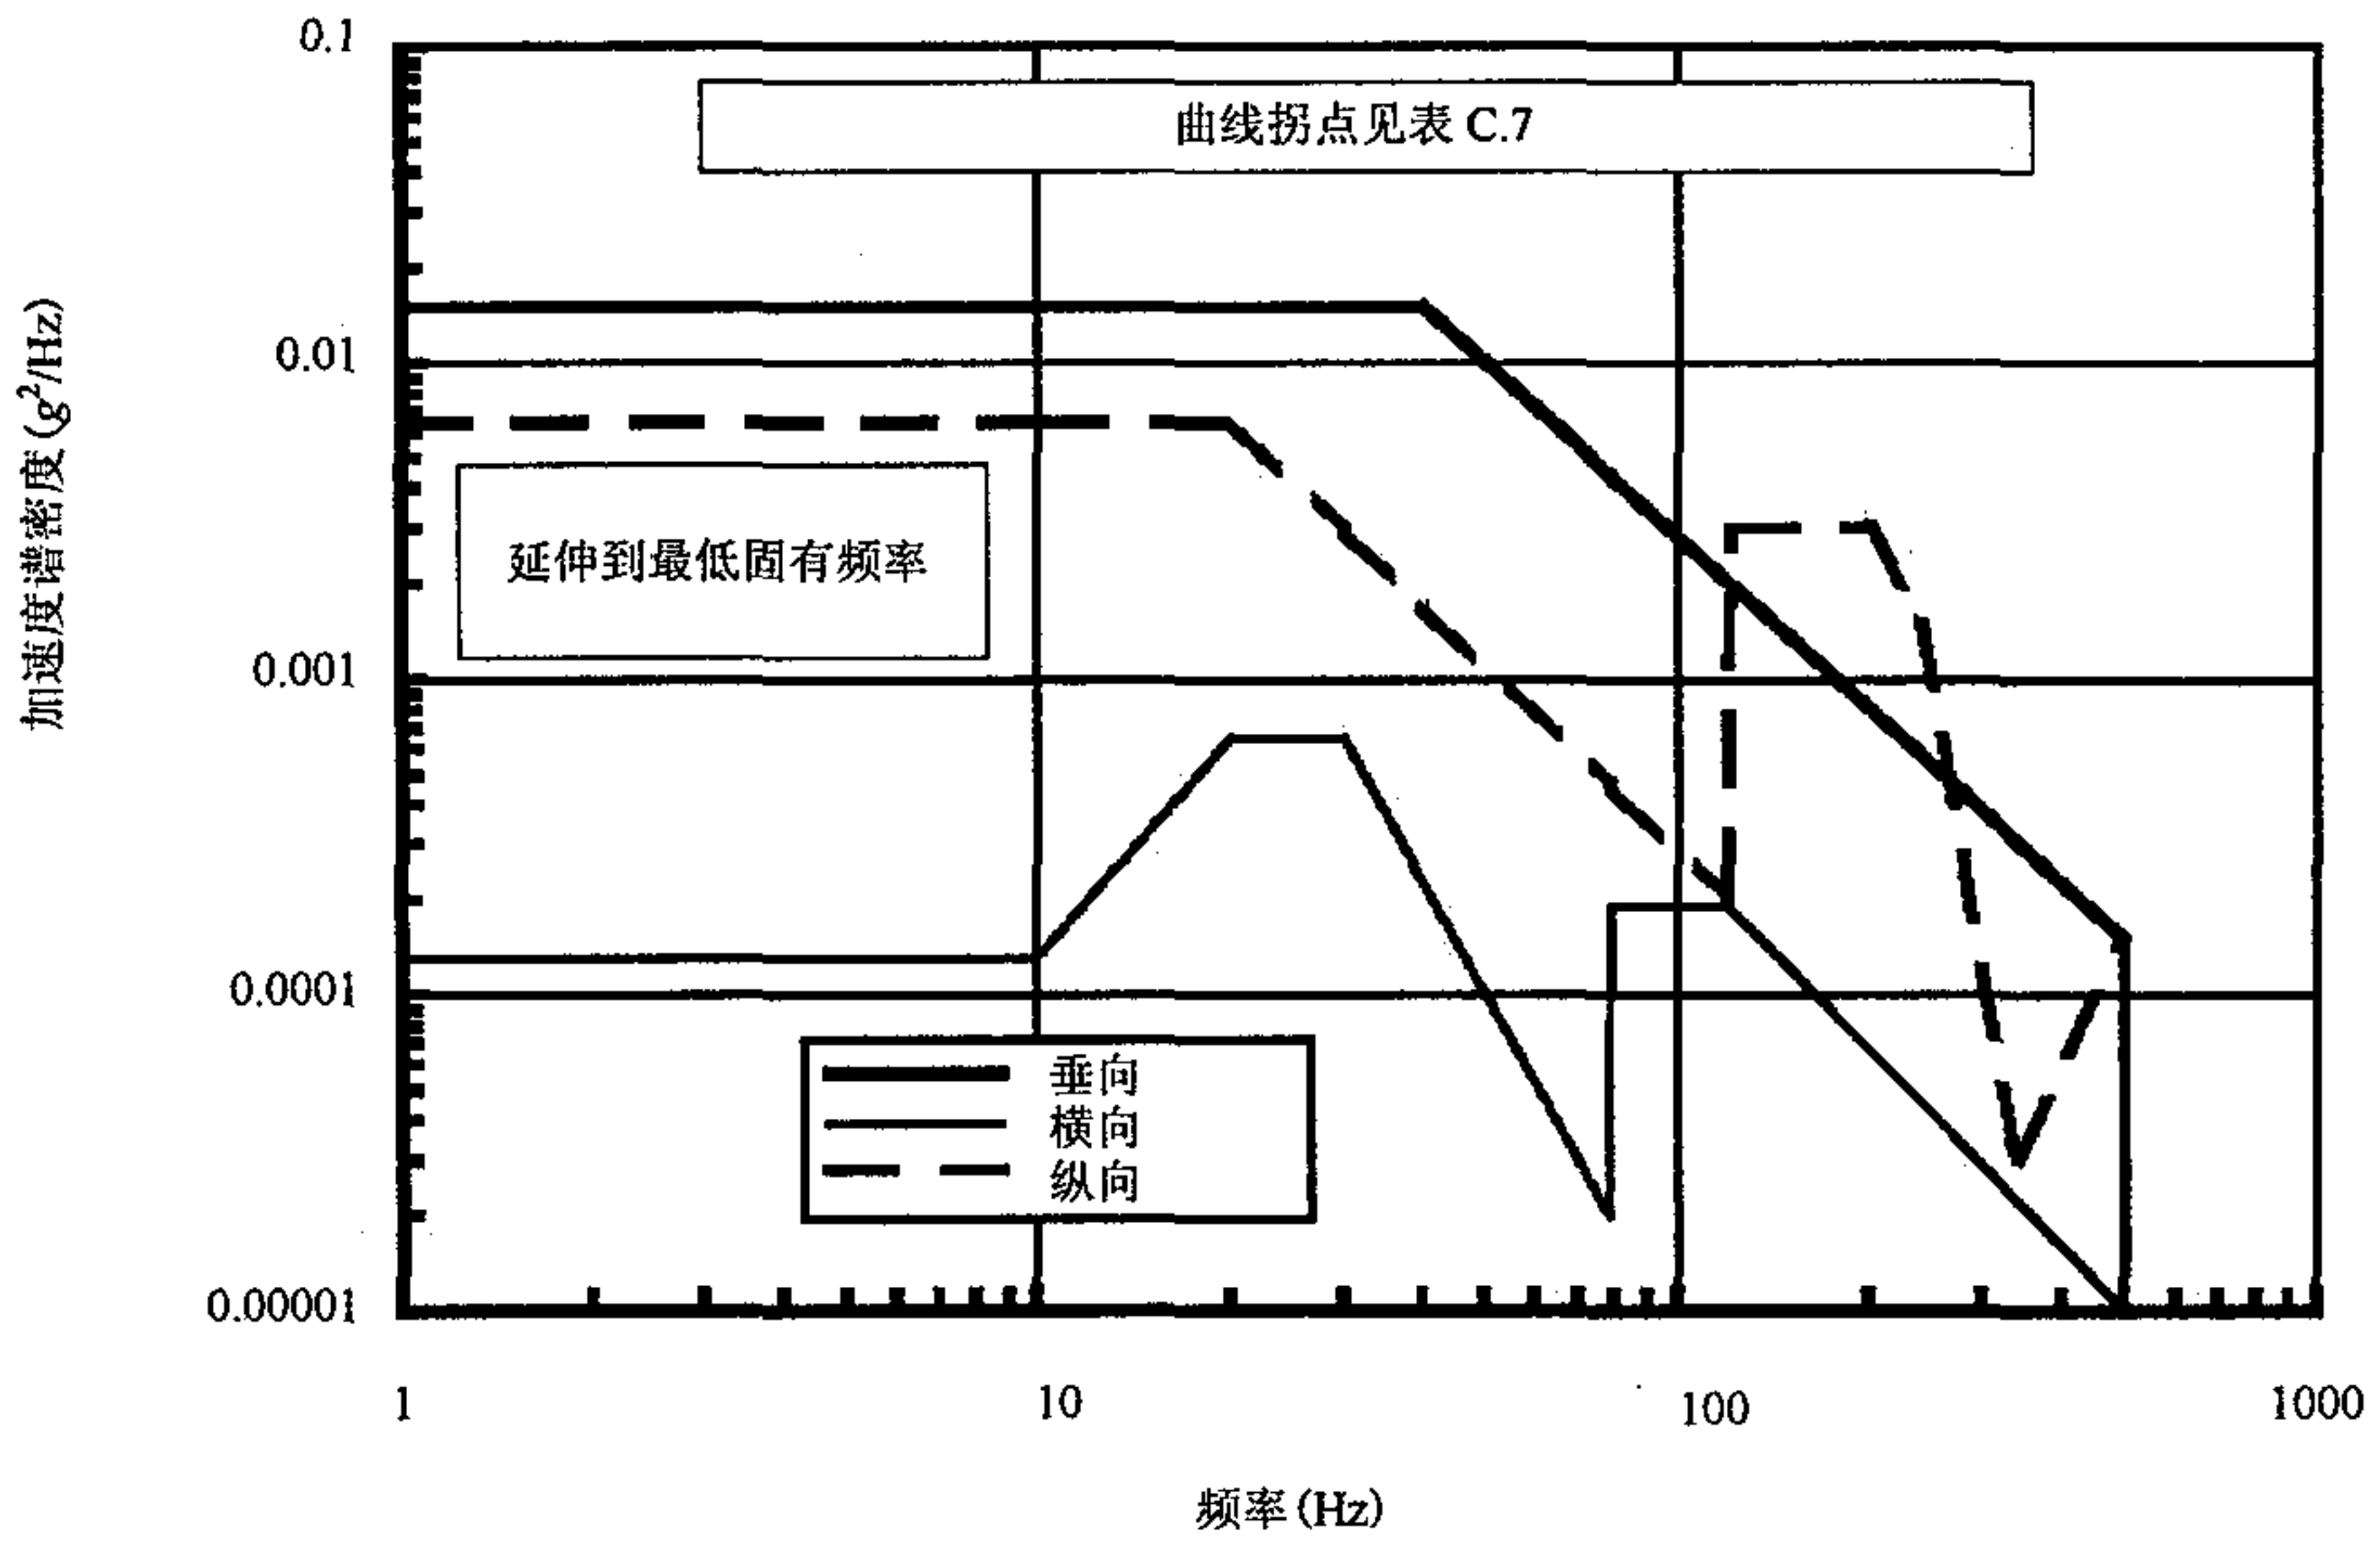 0.1
曲线拐点见表 C.7
0.01
加速度谱密度(g²/Hz)
延伸到最低固有频率
0.001
0.0001
垂向
横向
纵向
0.00001
1
10
100
1000
频率(Hz)